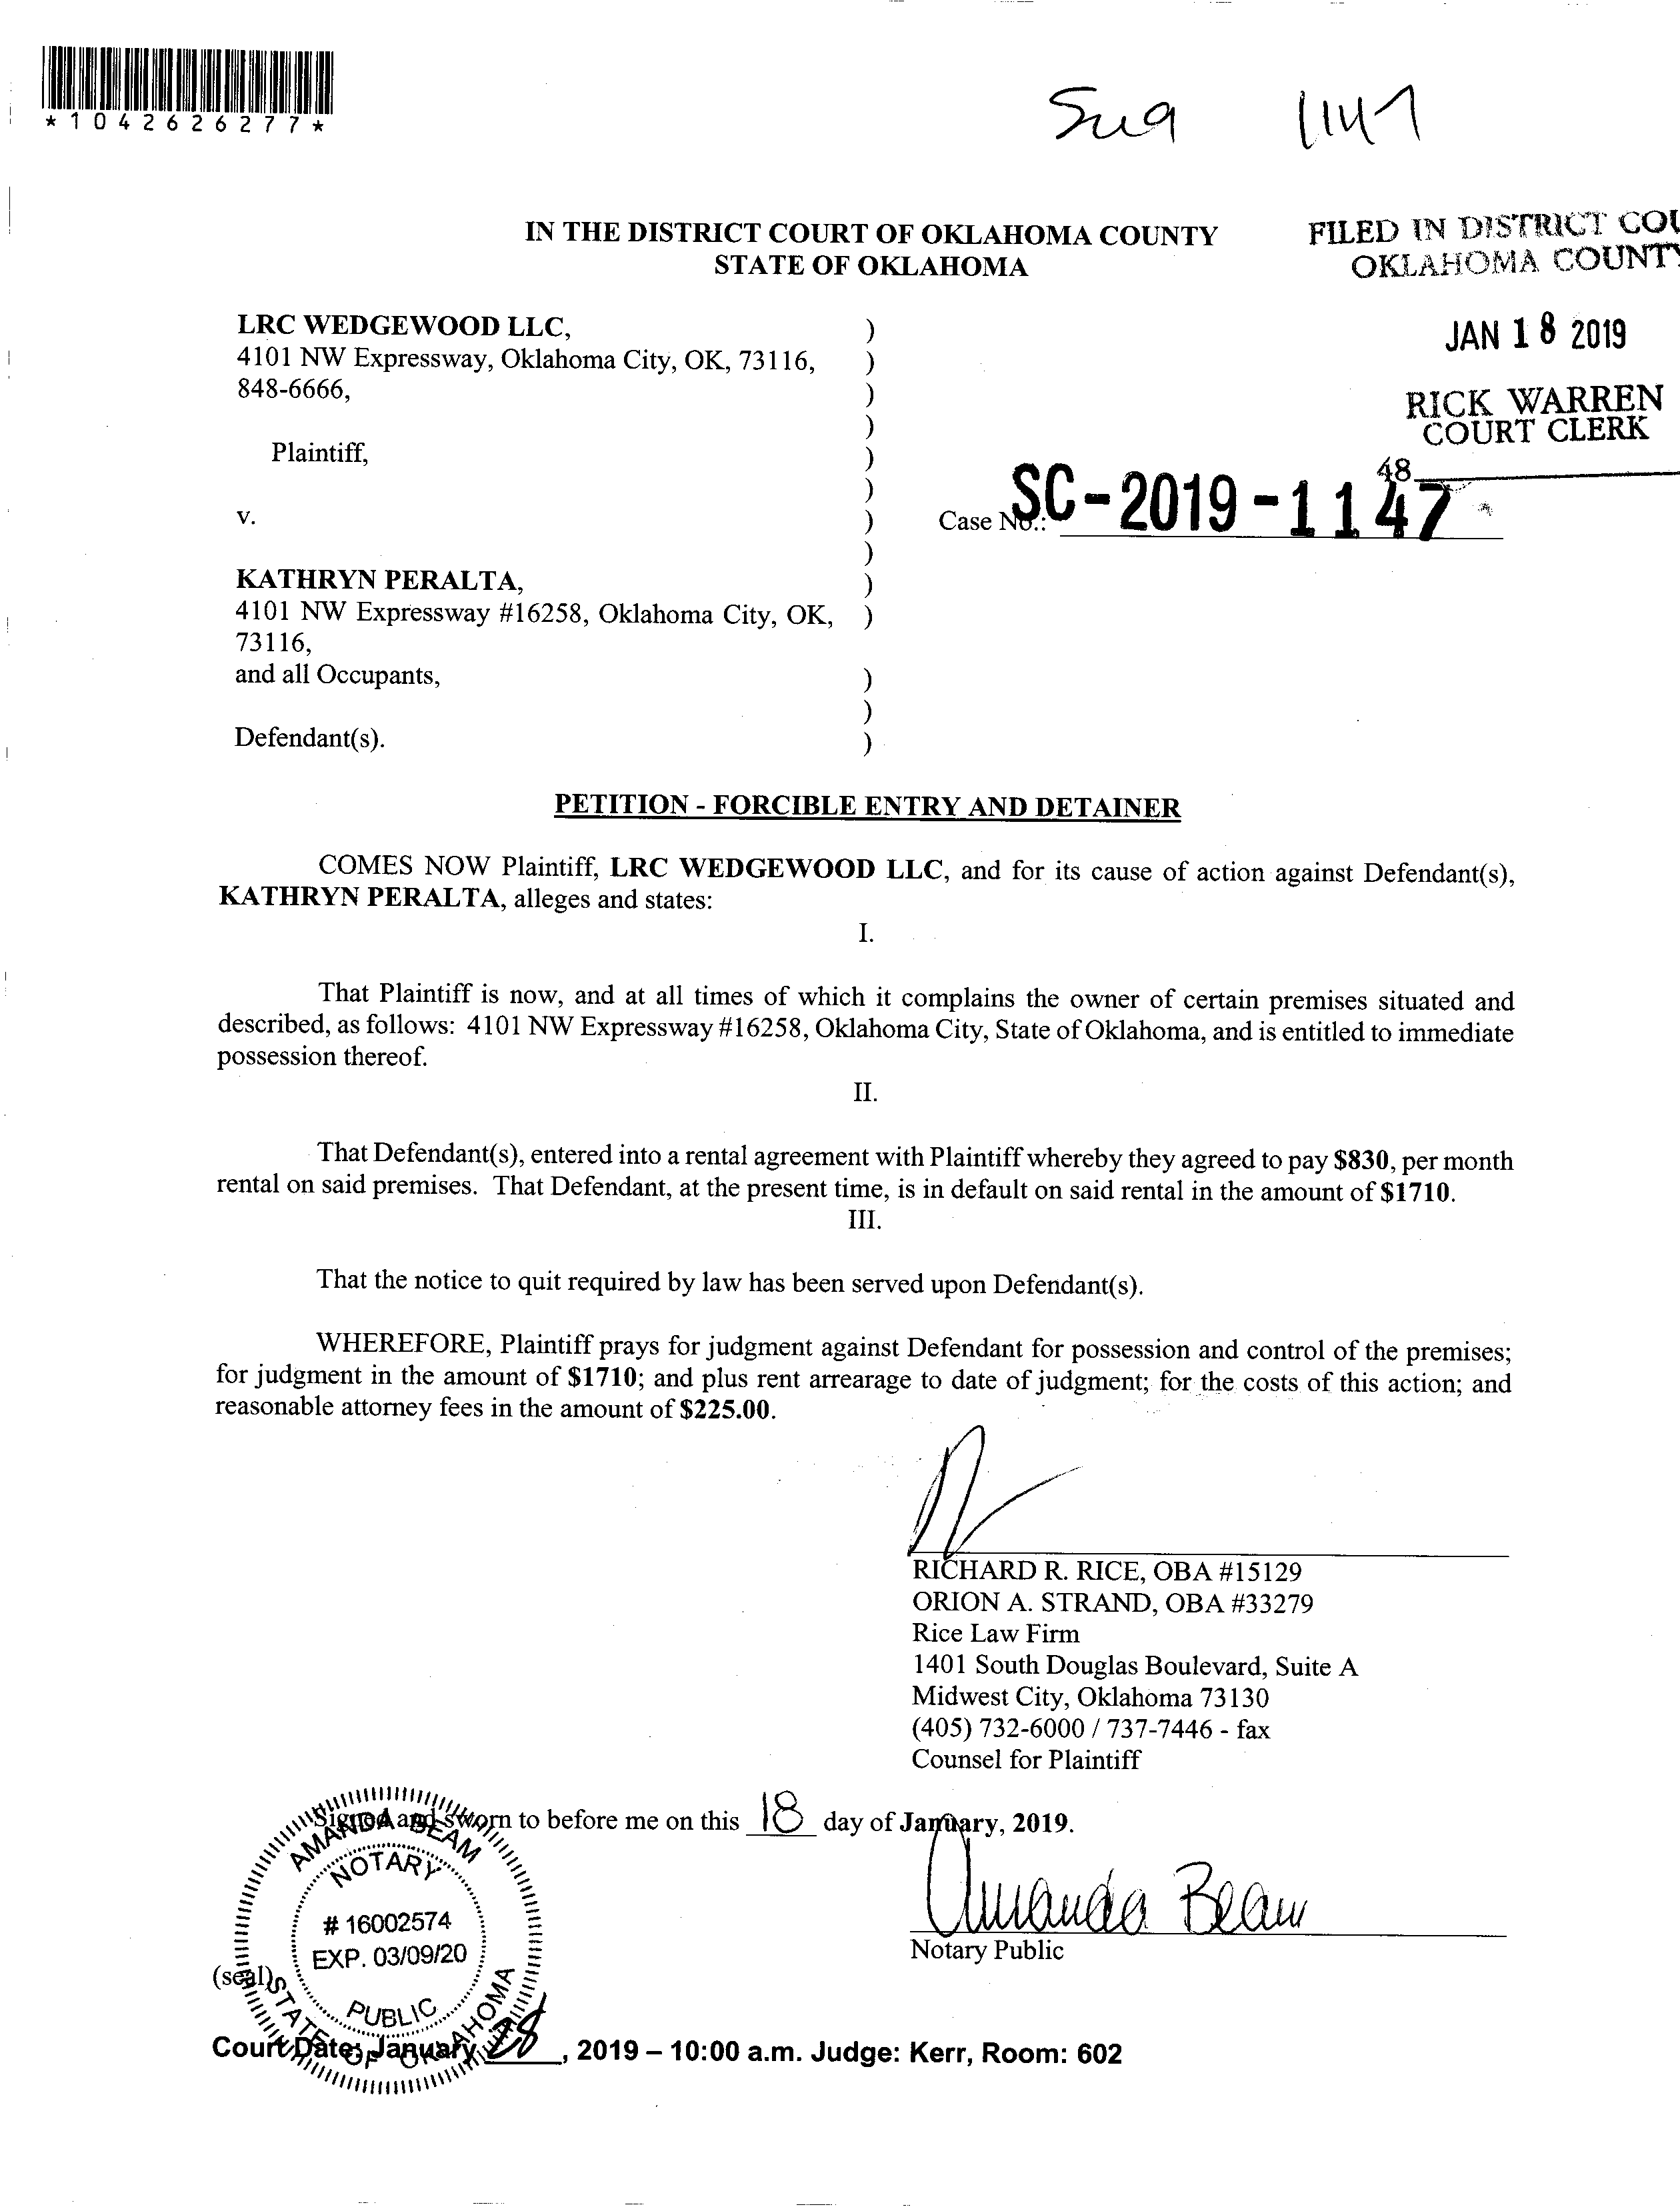 *1042626277*
1147
IN THE DISTRICT COURT OF OKLAHOMA COUNTY
STATE OF OKLAHOMA
FILED IN DISTRICT COU
OKLAHOMA COUNTY
JAN 18 2019
RICK WARREN
COURT CLERK
48
LRC WEDGEWOOD LLC, )
4101 NW Expressway, Oklahoma City, OK, 73116, )
848-6666, )
)
Plaintiff, )
)
v. ) Case No.: SC-2019-1147
)
KATHRYN PERALTA, )
4101 NW Expressway #16258, Oklahoma City, OK, )
73116,
and all Occupants, )
)
Defendant(s). )
PETITION - FORCIBLE ENTRY AND DETAINER
COMES NOW Plaintiff, LRC WEDGEWOOD LLC, and for its cause of action against Defendant(s),
KATHRYN PERALTA, alleges and states:
I.
That Plaintiff is now, and at all times of which it complains the owner of certain premises situated and
described, as follows: 4101 NW Expressway #16258, Oklahoma City, State of Oklahoma, and is entitled to immediate
possession thereof.
II.
That Defendant(s), entered into a rental agreement with Plaintiff whereby they agreed to pay $830, per month
rental on said premises. That Defendant, at the present time, is in default on said rental in the amount of $1710.
III.
That the notice to quit required by law has been served upon Defendant(s).
WHEREFORE, Plaintiff prays for judgment against Defendant for possession and control of the premises;
for judgment in the amount of $1710; and plus rent arrearage to date of judgment; for the costs of this action; and
reasonable attorney fees in the amount of $225.00.
RICHARD R. RICE, OBA #15129
ORION A. STRAND, OBA #33279
Rice Law Firm
1401 South Douglas Boulevard, Suite A
Midwest City, Oklahoma 73130
(405) 732-6000 / 737-7446 - fax
Counsel for Plaintiff
Signed and sworn to before me on this 18 day of January, 2019.
Amanda Beam
Notary Public
AMANDA BEAM
NOTARY
# 16002574
EXP. 03/09/20
PUBLIC
STATE OF OKLAHOMA
(seal)
Court Date: January 28, 2019 – 10:00 a.m. Judge: Kerr, Room: 602